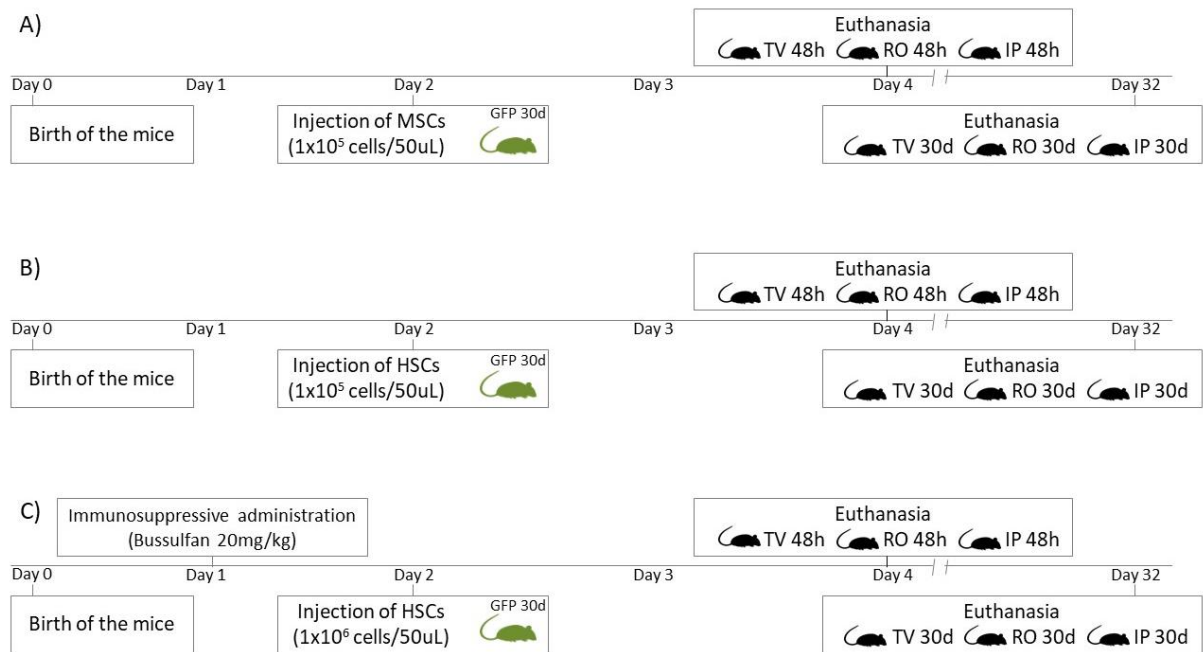 A)
Euthanasia
TV 48h RO 48h IP 48h
Day 0 Day 1 Day 2 Day 3 Day 4 Day 32
Birth of the mice
Injection of MSCs
(1x10⁵ cells/50uL)
GFP 30d
Euthanasia
TV 30d RO 30d IP 30d
B)
Euthanasia
TV 48h RO 48h IP 48h
Day 0 Day 1 Day 2 Day 3 Day 4 Day 32
Birth of the mice
Injection of HSCs
(1x10⁵ cells/50uL)
GFP 30d
Euthanasia
TV 30d RO 30d IP 30d
C)
Immunosuppressive administration
(Bussulfan 20mg/kg)
Euthanasia
TV 48h RO 48h IP 48h
Day 0 Day 1 Day 2 Day 3 Day 4 Day 32
Birth of the mice
Injection of HSCs
(1x10⁶ cells/50uL)
GFP 30d
Euthanasia
TV 30d RO 30d IP 30d